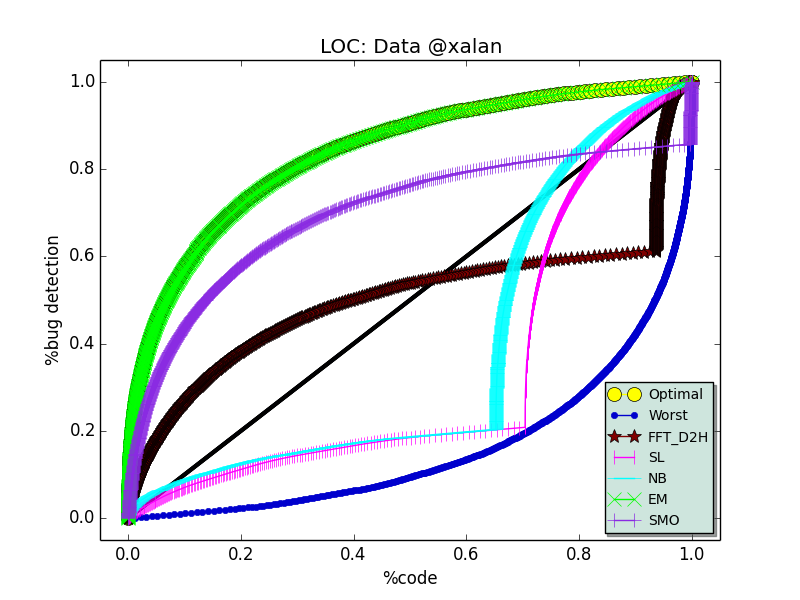 LOC: Data @xalan
1.0
0.8
0.6
0.4
0.2
0.0
%bug detection
0.0 0.2 0.4 0.6 0.8 1.0
%code
Optimal
Worst
FFT_D2H
SL
NB
EM
SMO